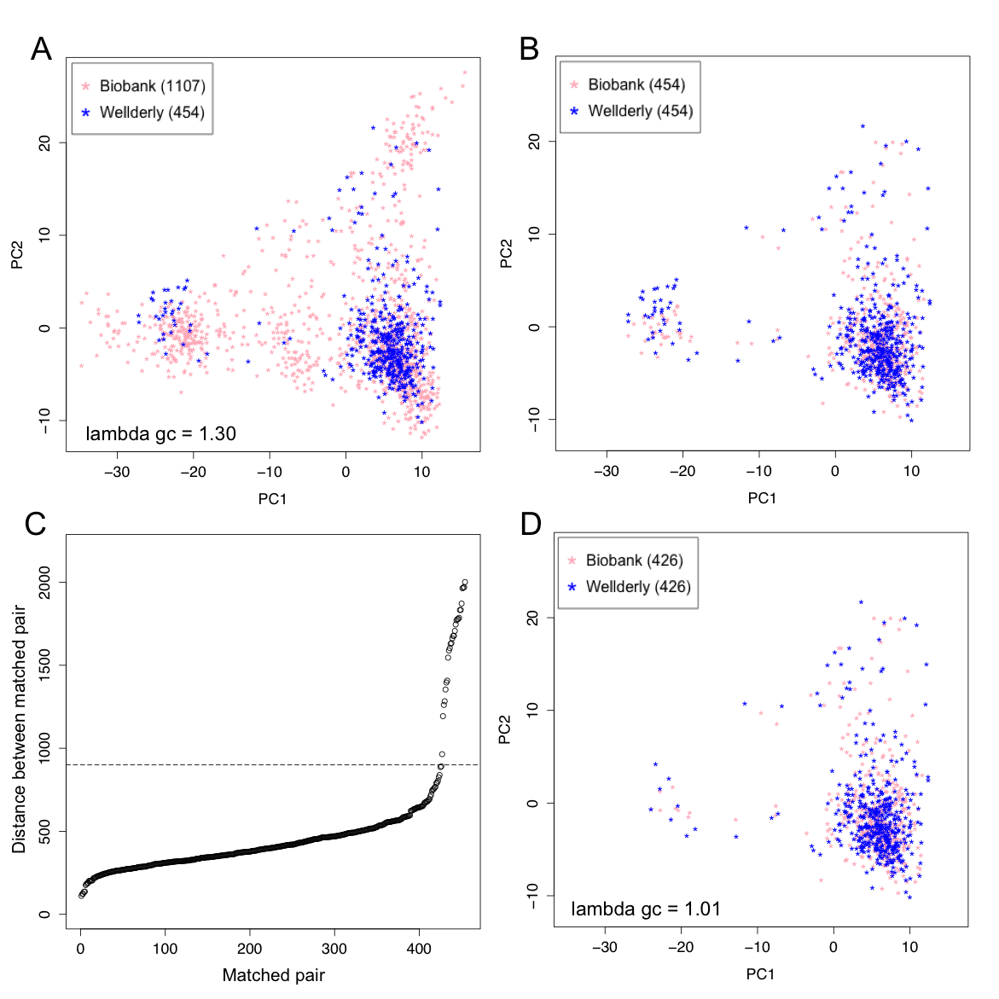 A
Biobank (1107)
Wellderly (454)
20
10
0
−10
PC2
lambda gc = 1.30
−30
−20
−10
0
10
PC1
B
Biobank (454)
Wellderly (454)
20
10
0
−10
PC2
−30
−20
−10
0
10
PC1
C
2000
1500
1000
500
0
Distance between matched pair
0
100
200
300
400
Matched pair
D
Biobank (426)
Wellderly (426)
20
10
0
−10
PC2
lambda gc = 1.01
−30
−20
−10
0
10
PC1